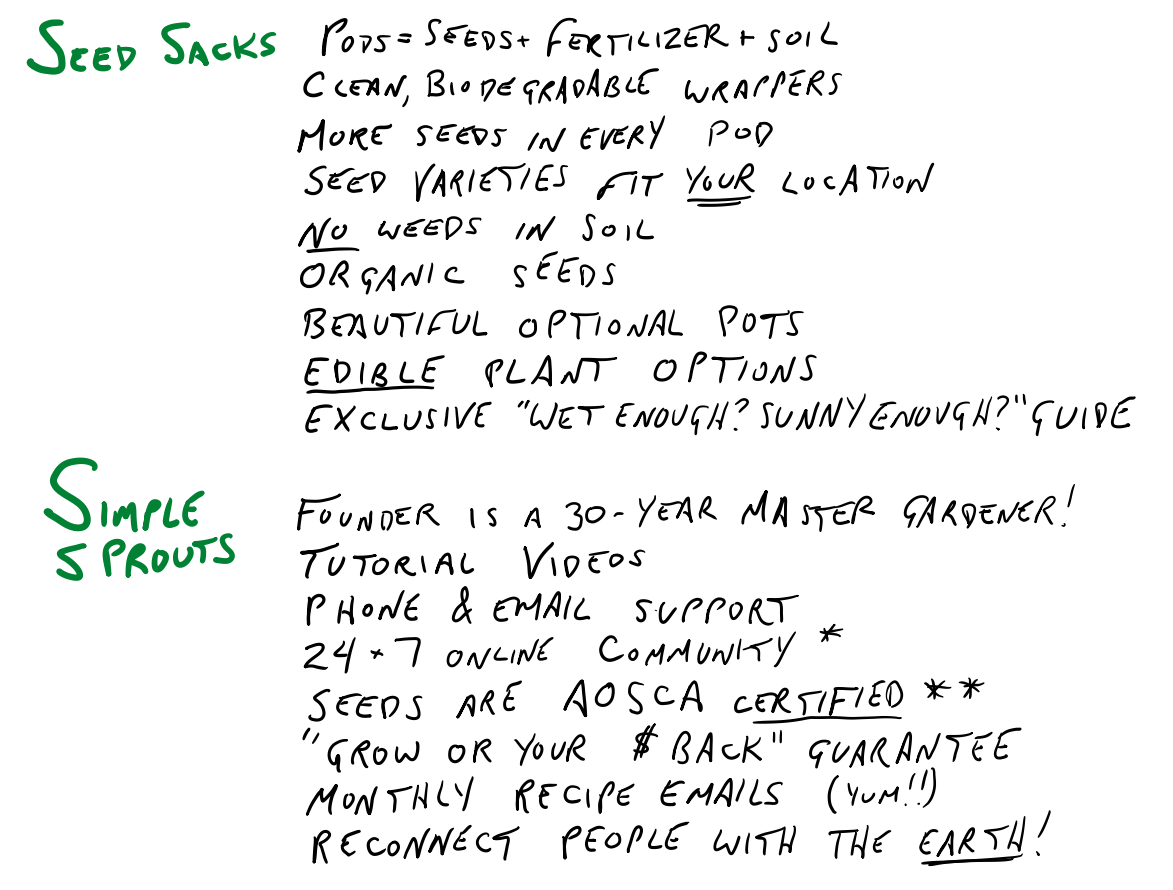 SEED SACKS
PODS = SEEDS + FERTILIZER + SOIL
CLEAN, BIODEGRADABLE WRAPPERS
MORE SEEDS IN EVERY POD
SEED VARIETIES FIT YOUR LOCATION
NO WEEDS IN SOIL
ORGANIC SEEDS
BEAUTIFUL OPTIONAL POTS
EDIBLE PLANT OPTIONS
EXCLUSIVE "WET ENOUGH? SUNNY ENOUGH?" GUIDE
SIMPLE
SPROUTS
FOUNDER IS A 30-YEAR MASTER GARDENER!
TUTORIAL VIDEOS
PHONE & EMAIL SUPPORT
24×7 ONLINE COMMUNITY *
SEEDS ARE AOSCA CERTIFIED **
"GROW OR YOUR $ BACK" GUARANTEE
MONTHLY RECIPE EMAILS (YUM!!)
RECONNECT PEOPLE WITH THE EARTH!